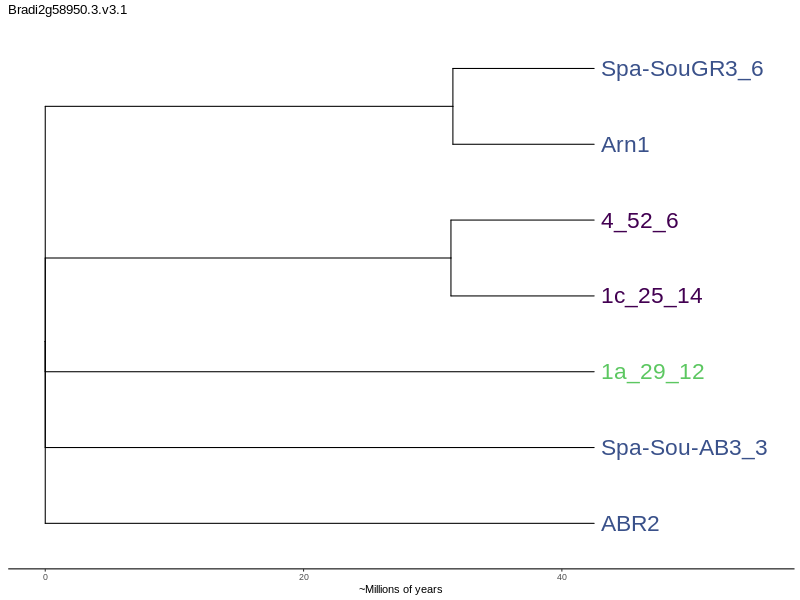 Bradi2g58950.3.v3.1
Spa-SouGR3_6
Arn1
4_52_6
1c_25_14
1a_29_12
Spa-Sou-AB3_3
ABR2
0 20 40
~Millions of years